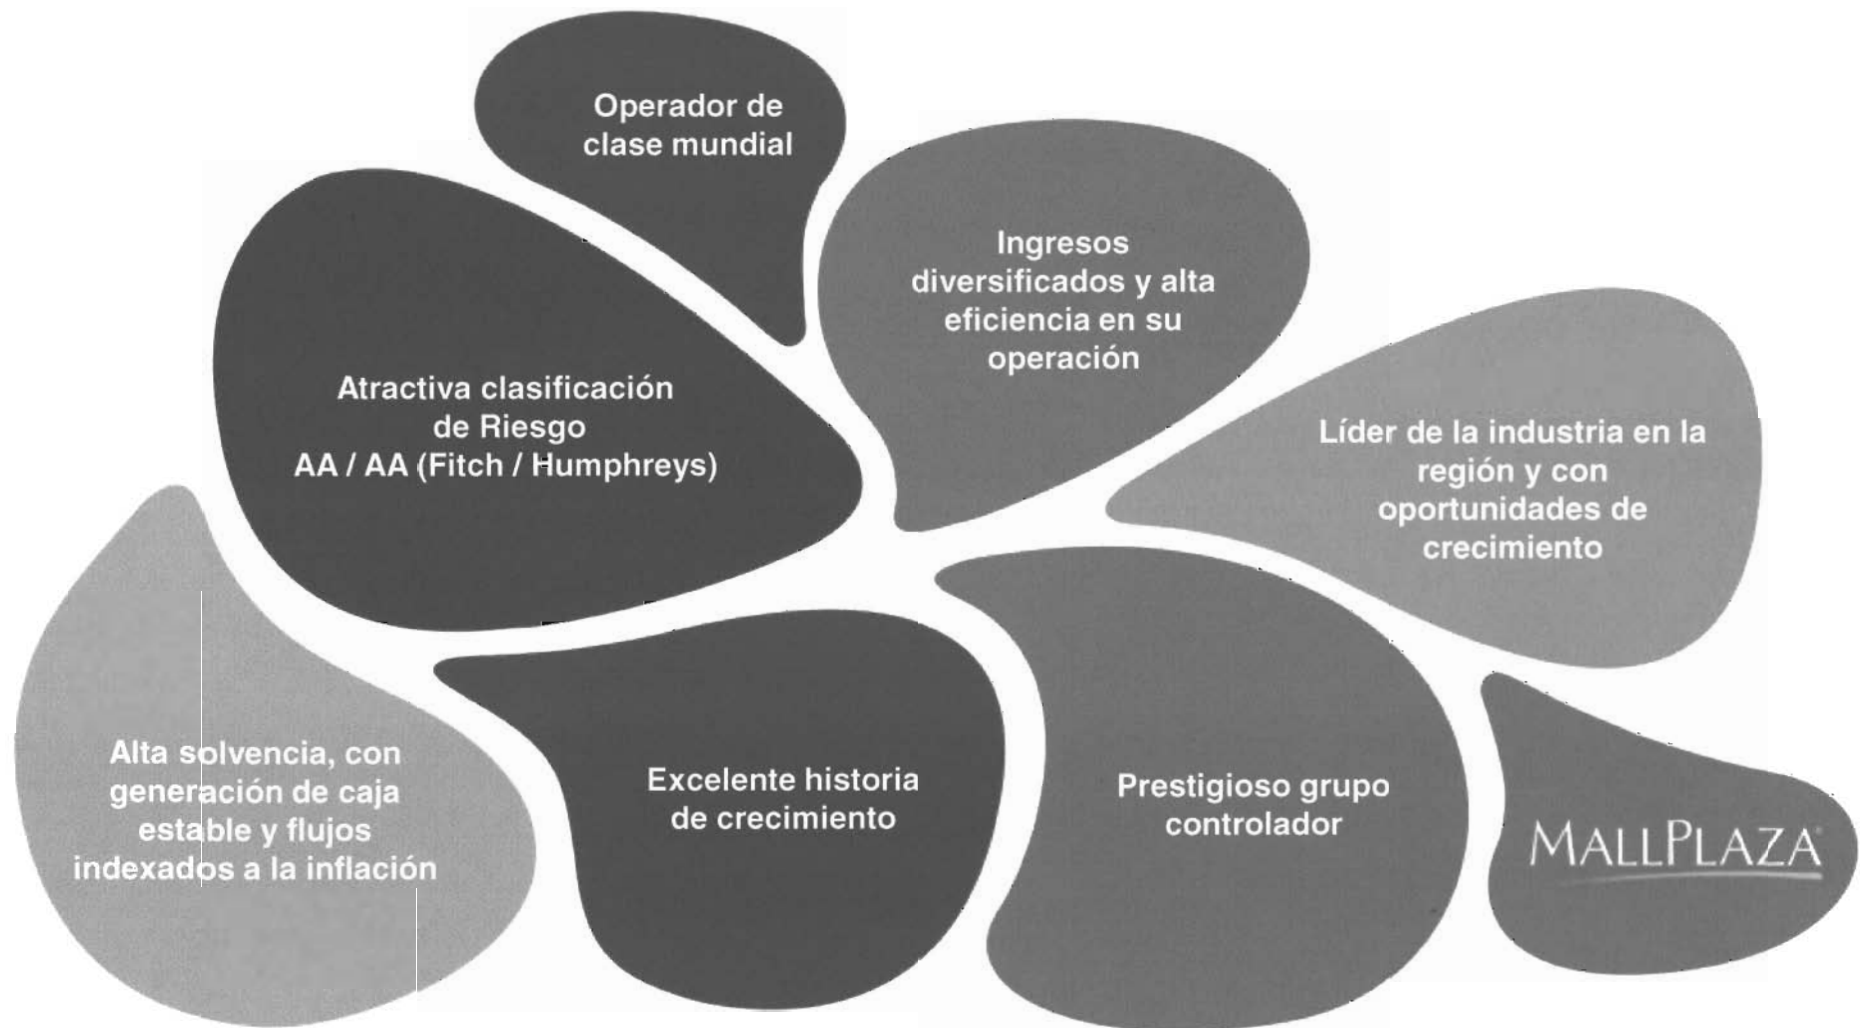 Operador de
clase mundial
Ingresos
diversificados y alta
eficiencia en su
operación
Atractiva clasificación
de Riesgo
AA / AA (Fitch / Humphreys)
Líder de la industria en la
región y con
oportunidades de
crecimiento
Alta solvencia, con
generación de caja
estable y flujos
indexados a la inflación
Excelente historia
de crecimiento
Prestigioso grupo
controlador
MALLPLAZA